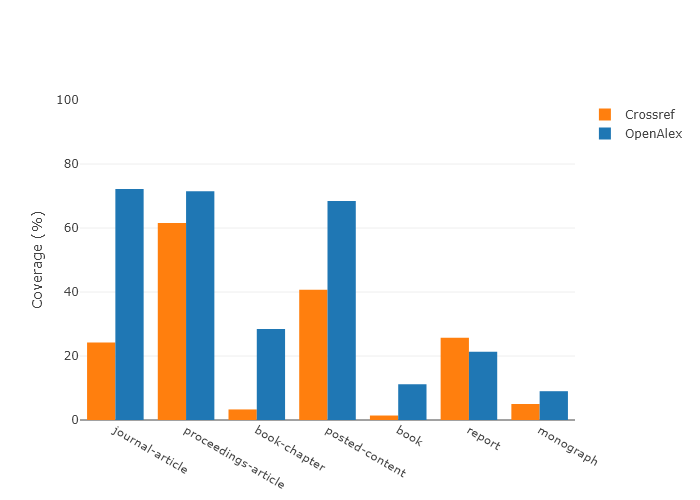 100
80
60
40
20
0
Coverage (%)
journal-article
proceedings-article
book-chapter
posted-content
book
report
monograph
Crossref
OpenAlex